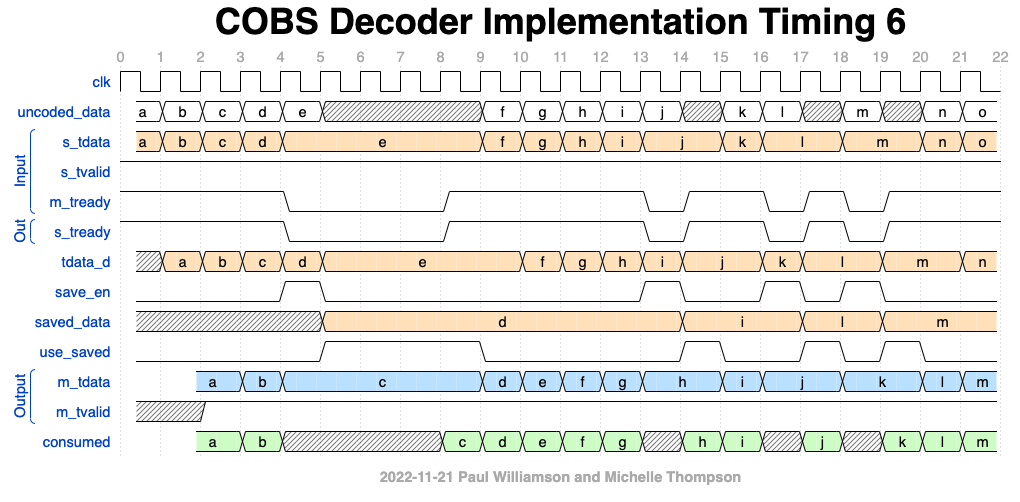 COBS Decoder Implementation Timing 6
0 1 2 3 4 5 6 7 8 9 10 11 12 13 14 15 16 17 18 19 20 21 22
clk
uncoded_data a b c d e f g h i j k l m n o
Input
s_tdata a b c d e f g h i j k l m n o
s_tvalid
m_tready
Out
s_tready
tdata_d a b c d e f g h i j k l m n
save_en
saved_data d i l m
use_saved
Output
m_tdata a b c d e f g h i j k l m
m_tvalid
consumed a b c d e f g h i j k l m
2022-11-21 Paul Williamson and Michelle Thompson